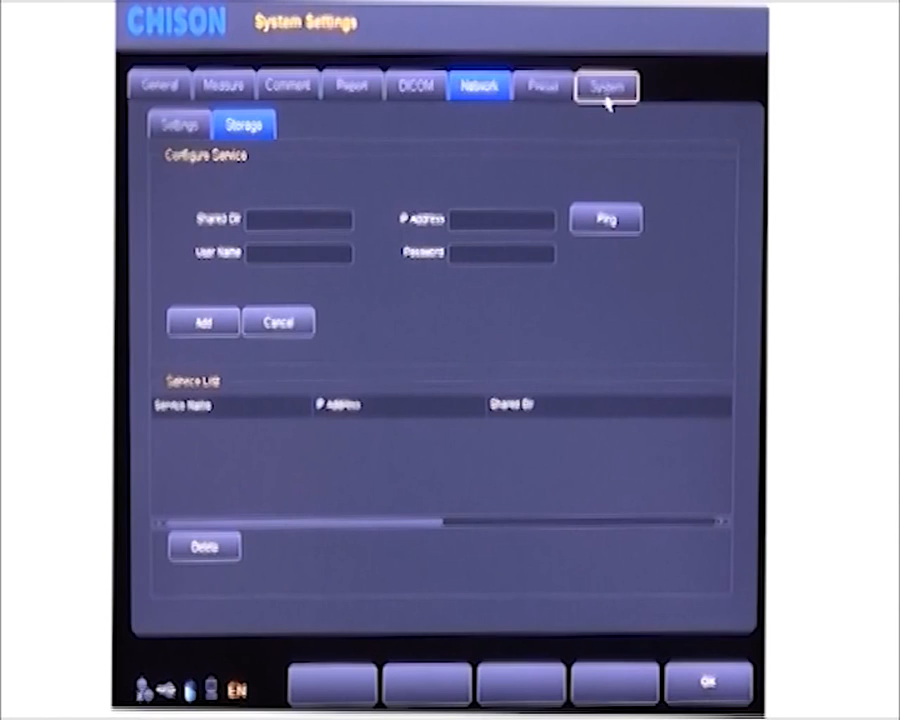 CHISON System Settings
General Measure Comment Report DICOM Network Preset System
Settings Storage
Configure Service
Shared Dir IP Address Ping
User Name Password
Add Cancel
Service List
Service Name IP Address Shared Dir
Delete
EN OK